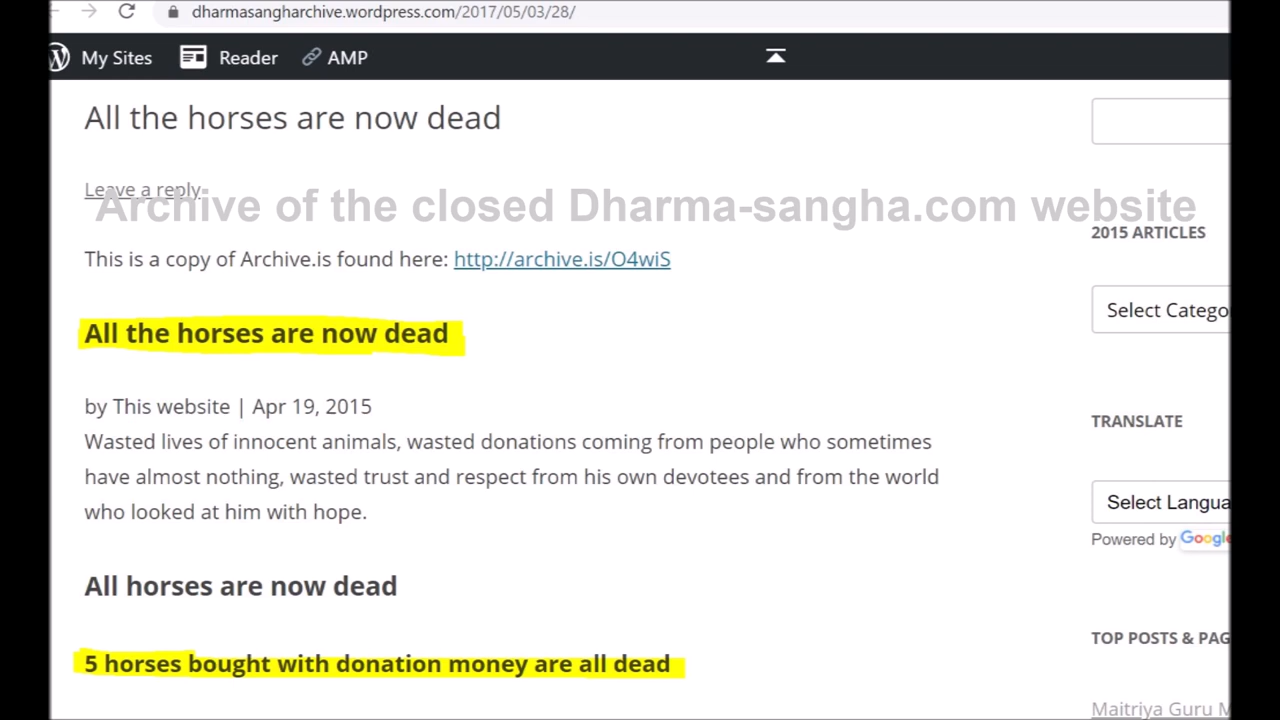 dharmasangharchive.wordpress.com/2017/05/03/28/
My Sites Reader AMP
All the horses are now dead
Leave a reply
Archive of the closed Dharma-sangha.com website
2015 ARTICLES
This is a copy of Archive.is found here: http://archive.is/O4wiS
Select Catego
All the horses are now dead
by This website | Apr 19, 2015
TRANSLATE
Wasted lives of innocent animals, wasted donations coming from people who sometimes
have almost nothing, wasted trust and respect from his own devotees and from the world
who looked at him with hope.
Select Langua
Powered by Google
All horses are now dead
TOP POSTS & PAG
5 horses bought with donation money are all dead
Maitriya Guru M